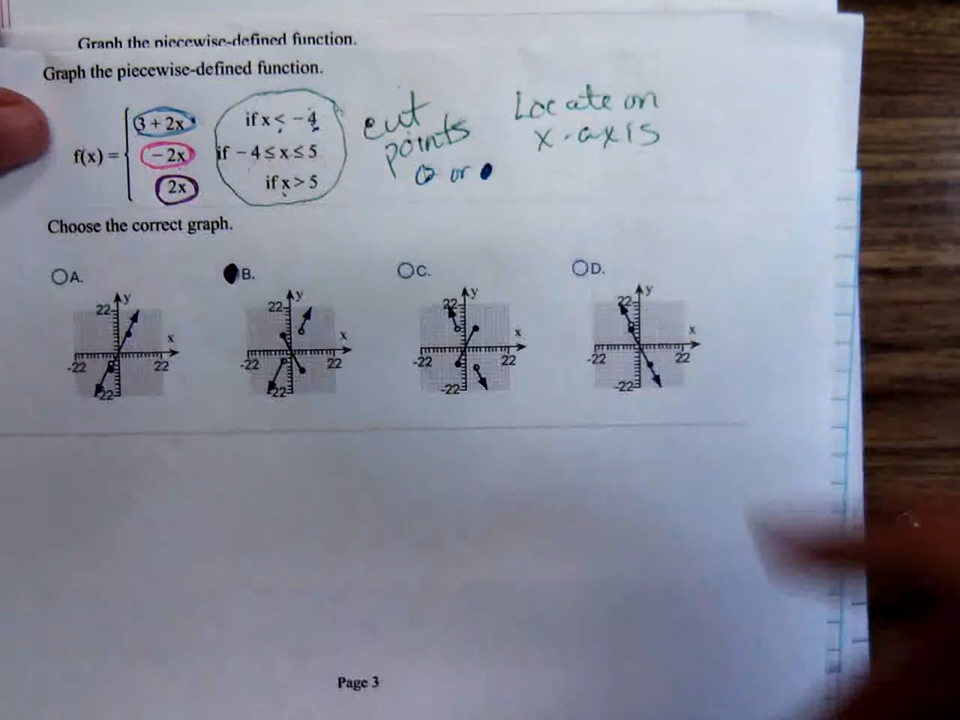 Graph the piecewise-defined function.
Graph the piecewise-defined function.
f(x) =
3 + 2x if x < - 4
- 2x if - 4 ≤ x ≤ 5
2x if x > 5
cut
points
o or •
Locate on
x-axis
Choose the correct graph.
A. B. C. D.
22 y x -22 22 -22
22 y x -22 22 -22
22 y x -22 22 -22
22 y x -22 22 -22
Page 3